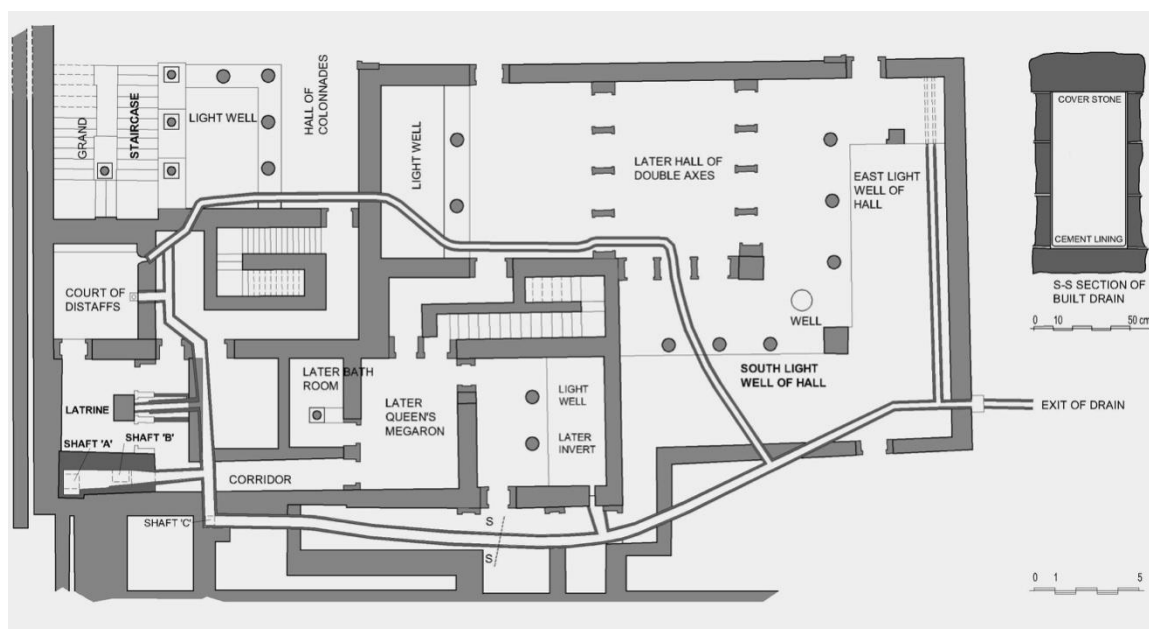 GRAND
STAIRCASE
LIGHT WELL
HALL OF
COLONNADES
LIGHT WELL
LATER HALL OF
DOUBLE AXES
EAST LIGHT
WELL OF
HALL
COVER STONE
CEMENT LINING
S-S SECTION OF
BUILT DRAIN
0 10 50 cm
COURT OF
DISTAFFS
WELL
SOUTH LIGHT
WELL OF HALL
LATER BATH
ROOM
LATER
QUEEN'S
MEGARON
LIGHT
WELL
LATER
INVERT
LATRINE
SHAFT 'A'
SHAFT 'B'
EXIT OF DRAIN
CORRIDOR
SHAFT 'C'
S
S
0 1 5